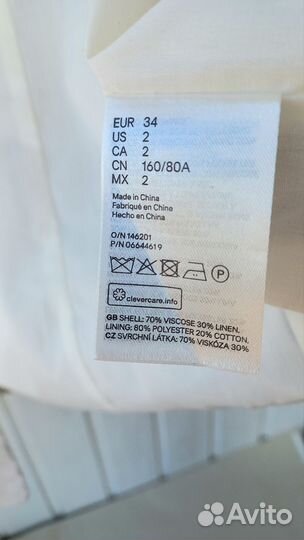 EUR 34
US 2
CA 2
CN 160/80A
MX 2
Made in China
Fabriqué en Chine
Hecho en China
O/N 146201
P/N 06644619
P
clevercare.info
GB SHELL: 70% VISCOSE 30% LINEN.
LINING: 80% POLYESTER 20% COTTON.
CZ SVRCHNÍ LÁTKA: 70% VISKÓZA 30%
Avito